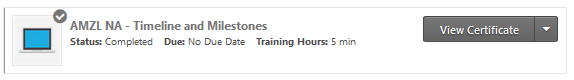 AMZL NA - Timeline and Milestones
Status: Completed Due: No Due Date Training Hours: 5 min
View Certificate